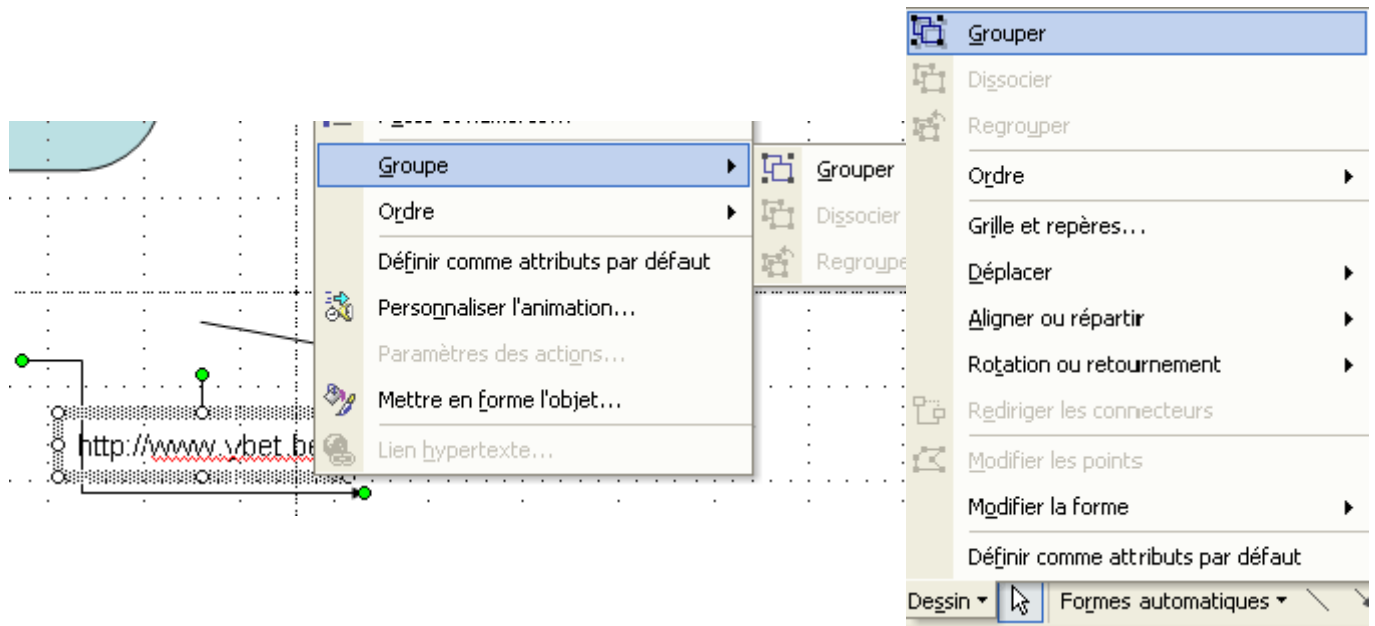 Groupe
Ordre
Définir comme attributs par défaut
Personnaliser l'animation...
Paramètres des actions...
Mettre en forme l'objet...
Lien hypertexte...
Grouper
Dissocier
Regroupe
http://www.ybet.be
Grouper
Dissocier
Regrouper
Ordre
Grille et repères...
Déplacer
Aligner ou répartir
Rotation ou retournement
Rediriger les connecteurs
Modifier les points
Modifier la forme
Définir comme attributs par défaut
Dessin Formes automatiques